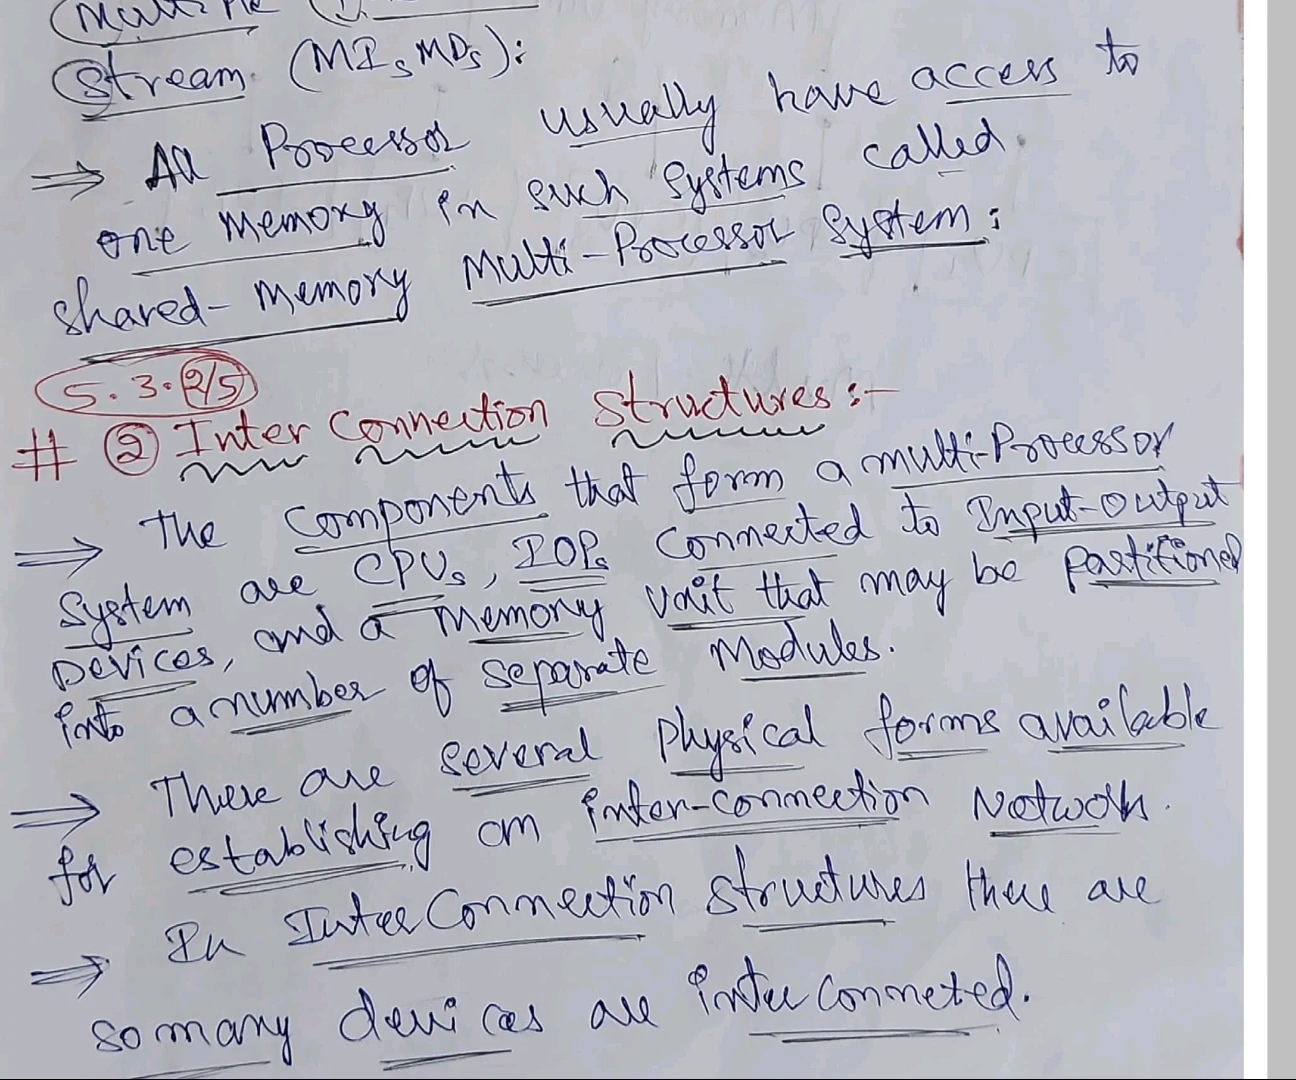 Multiple
Stream (MIsMDs):
⇒ All Processor usually have access to
one memory in such systems called
shared-memory Multi-Processor System:
5.3.2/5
# ② Inter Connection Structures:-
⇒ The Components that form a multi-Processor
System are CPUs, IOPs Connected to Input-output
Devices, and a memory unit that may be partitioned
into a number of separate Modules.
⇒ There are several Physical forms available
for establishing an inter-connection Network.
⇒ In InterConnection structures there are
so many devices are inter conneted.